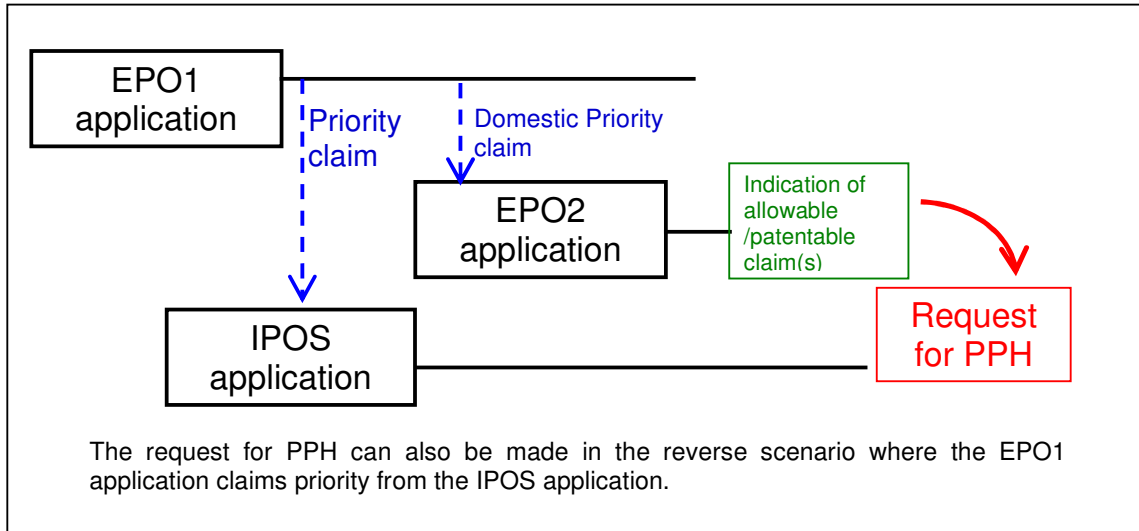 EPO1
application
Priority
claim
Domestic Priority
claim
EPO2
application
Indication of
allowable
/patentable
claim(s)
IPOS
application
Request
for PPH
The request for PPH can also be made in the reverse scenario where the EPO1
application claims priority from the IPOS application.